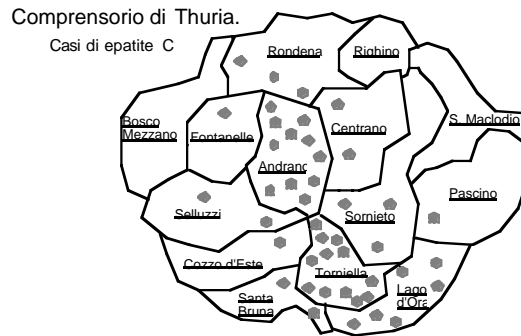 Comprensorio di Thuria.
Casi di epatite C
Rondena
Righino
Bosco
Mezzano
Fontanelle
Centrano
S. Maclodio
Andranc
Pascino
Selluzzi
Sornieto
Cozzo d'Este
Torniella
Lago
d'Ora
Santa
Bruna